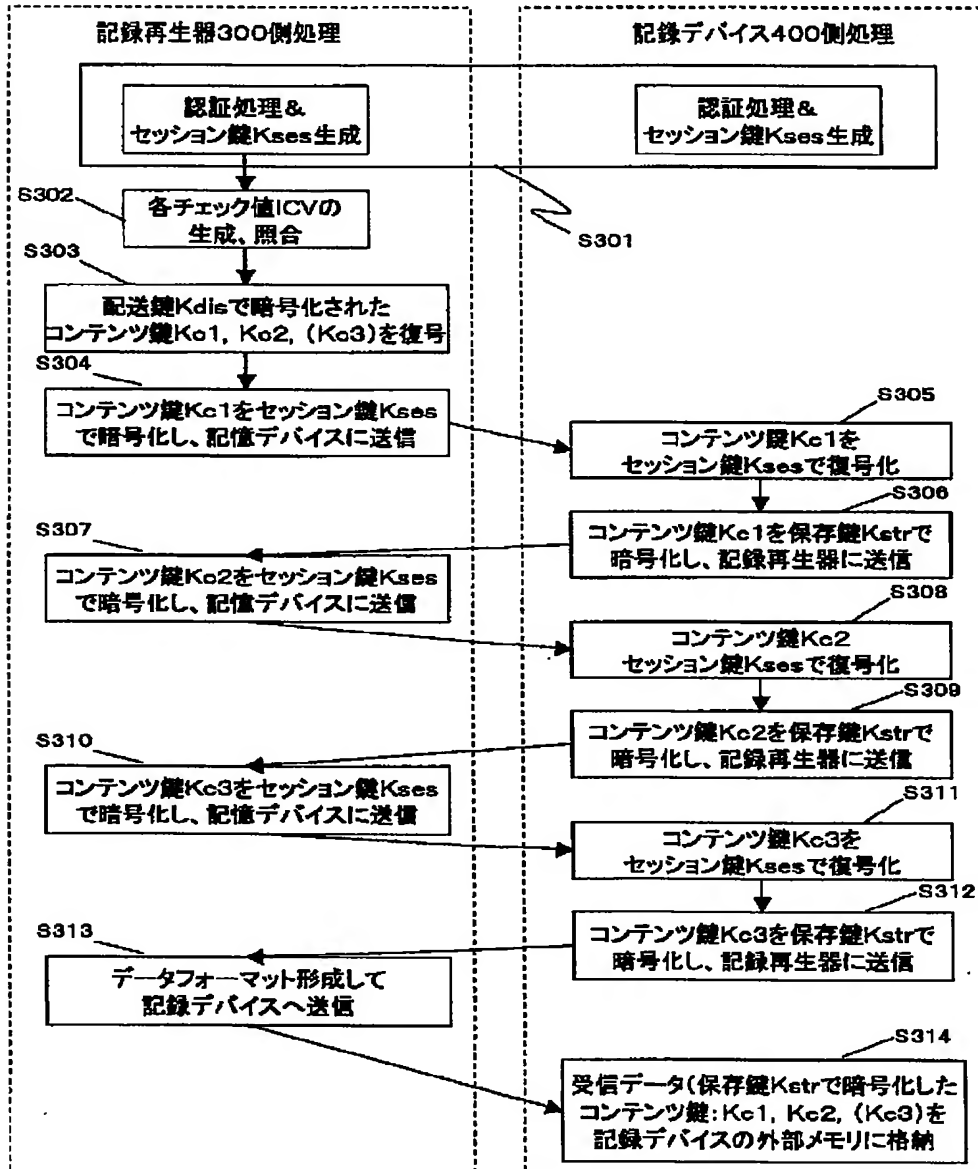 記録再生器300側処理
記録デバイス400側処理
認証処理&
セッション鍵Kses生成
認証処理&
セッション鍵Kses生成
S301
S302
各チェック値ICVの
生成、照合
S303
配送鍵Kdisで暗号化された
コンテンツ鍵Kc1, Kc2, (Kc3)を復号
S304
コンテンツ鍵Kc1をセッション鍵Kses
で暗号化し、記憶デバイスに送信
S305
コンテンツ鍵Kc1を
セッション鍵Ksesで復号化
S306
コンテンツ鍵Kc1を保存鍵Kstrで
暗号化し、記録再生器に送信
S307
コンテンツ鍵Kc2をセッション鍵Kses
で暗号化し、記憶デバイスに送信
S308
コンテンツ鍵Kc2
セッション鍵Ksesで復号化
S309
コンテンツ鍵Kc2を保存鍵Kstrで
暗号化し、記録再生器に送信
S310
コンテンツ鍵Kc3をセッション鍵Kses
で暗号化し、記憶デバイスに送信
S311
コンテンツ鍵Kc3を
セッション鍵Ksesで復号化
S312
コンテンツ鍵Kc3を保存鍵Kstrで
暗号化し、記録再生器に送信
S313
データフォーマット形成して
記録デバイスへ送信
S314
受信データ(保存鍵Kstrで暗号化した
コンテンツ鍵:Kc1, Kc2, (Kc3)を
記録デバイスの外部メモリに格納